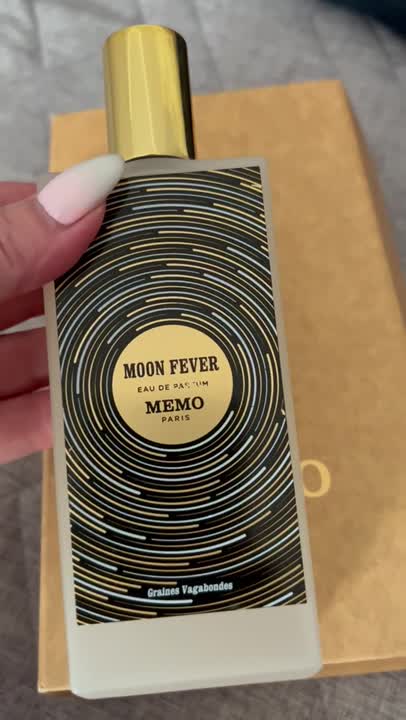 MOON FEVER
EAU DE PARFUM
MEMO
PARIS
O
Graines Vagabondes